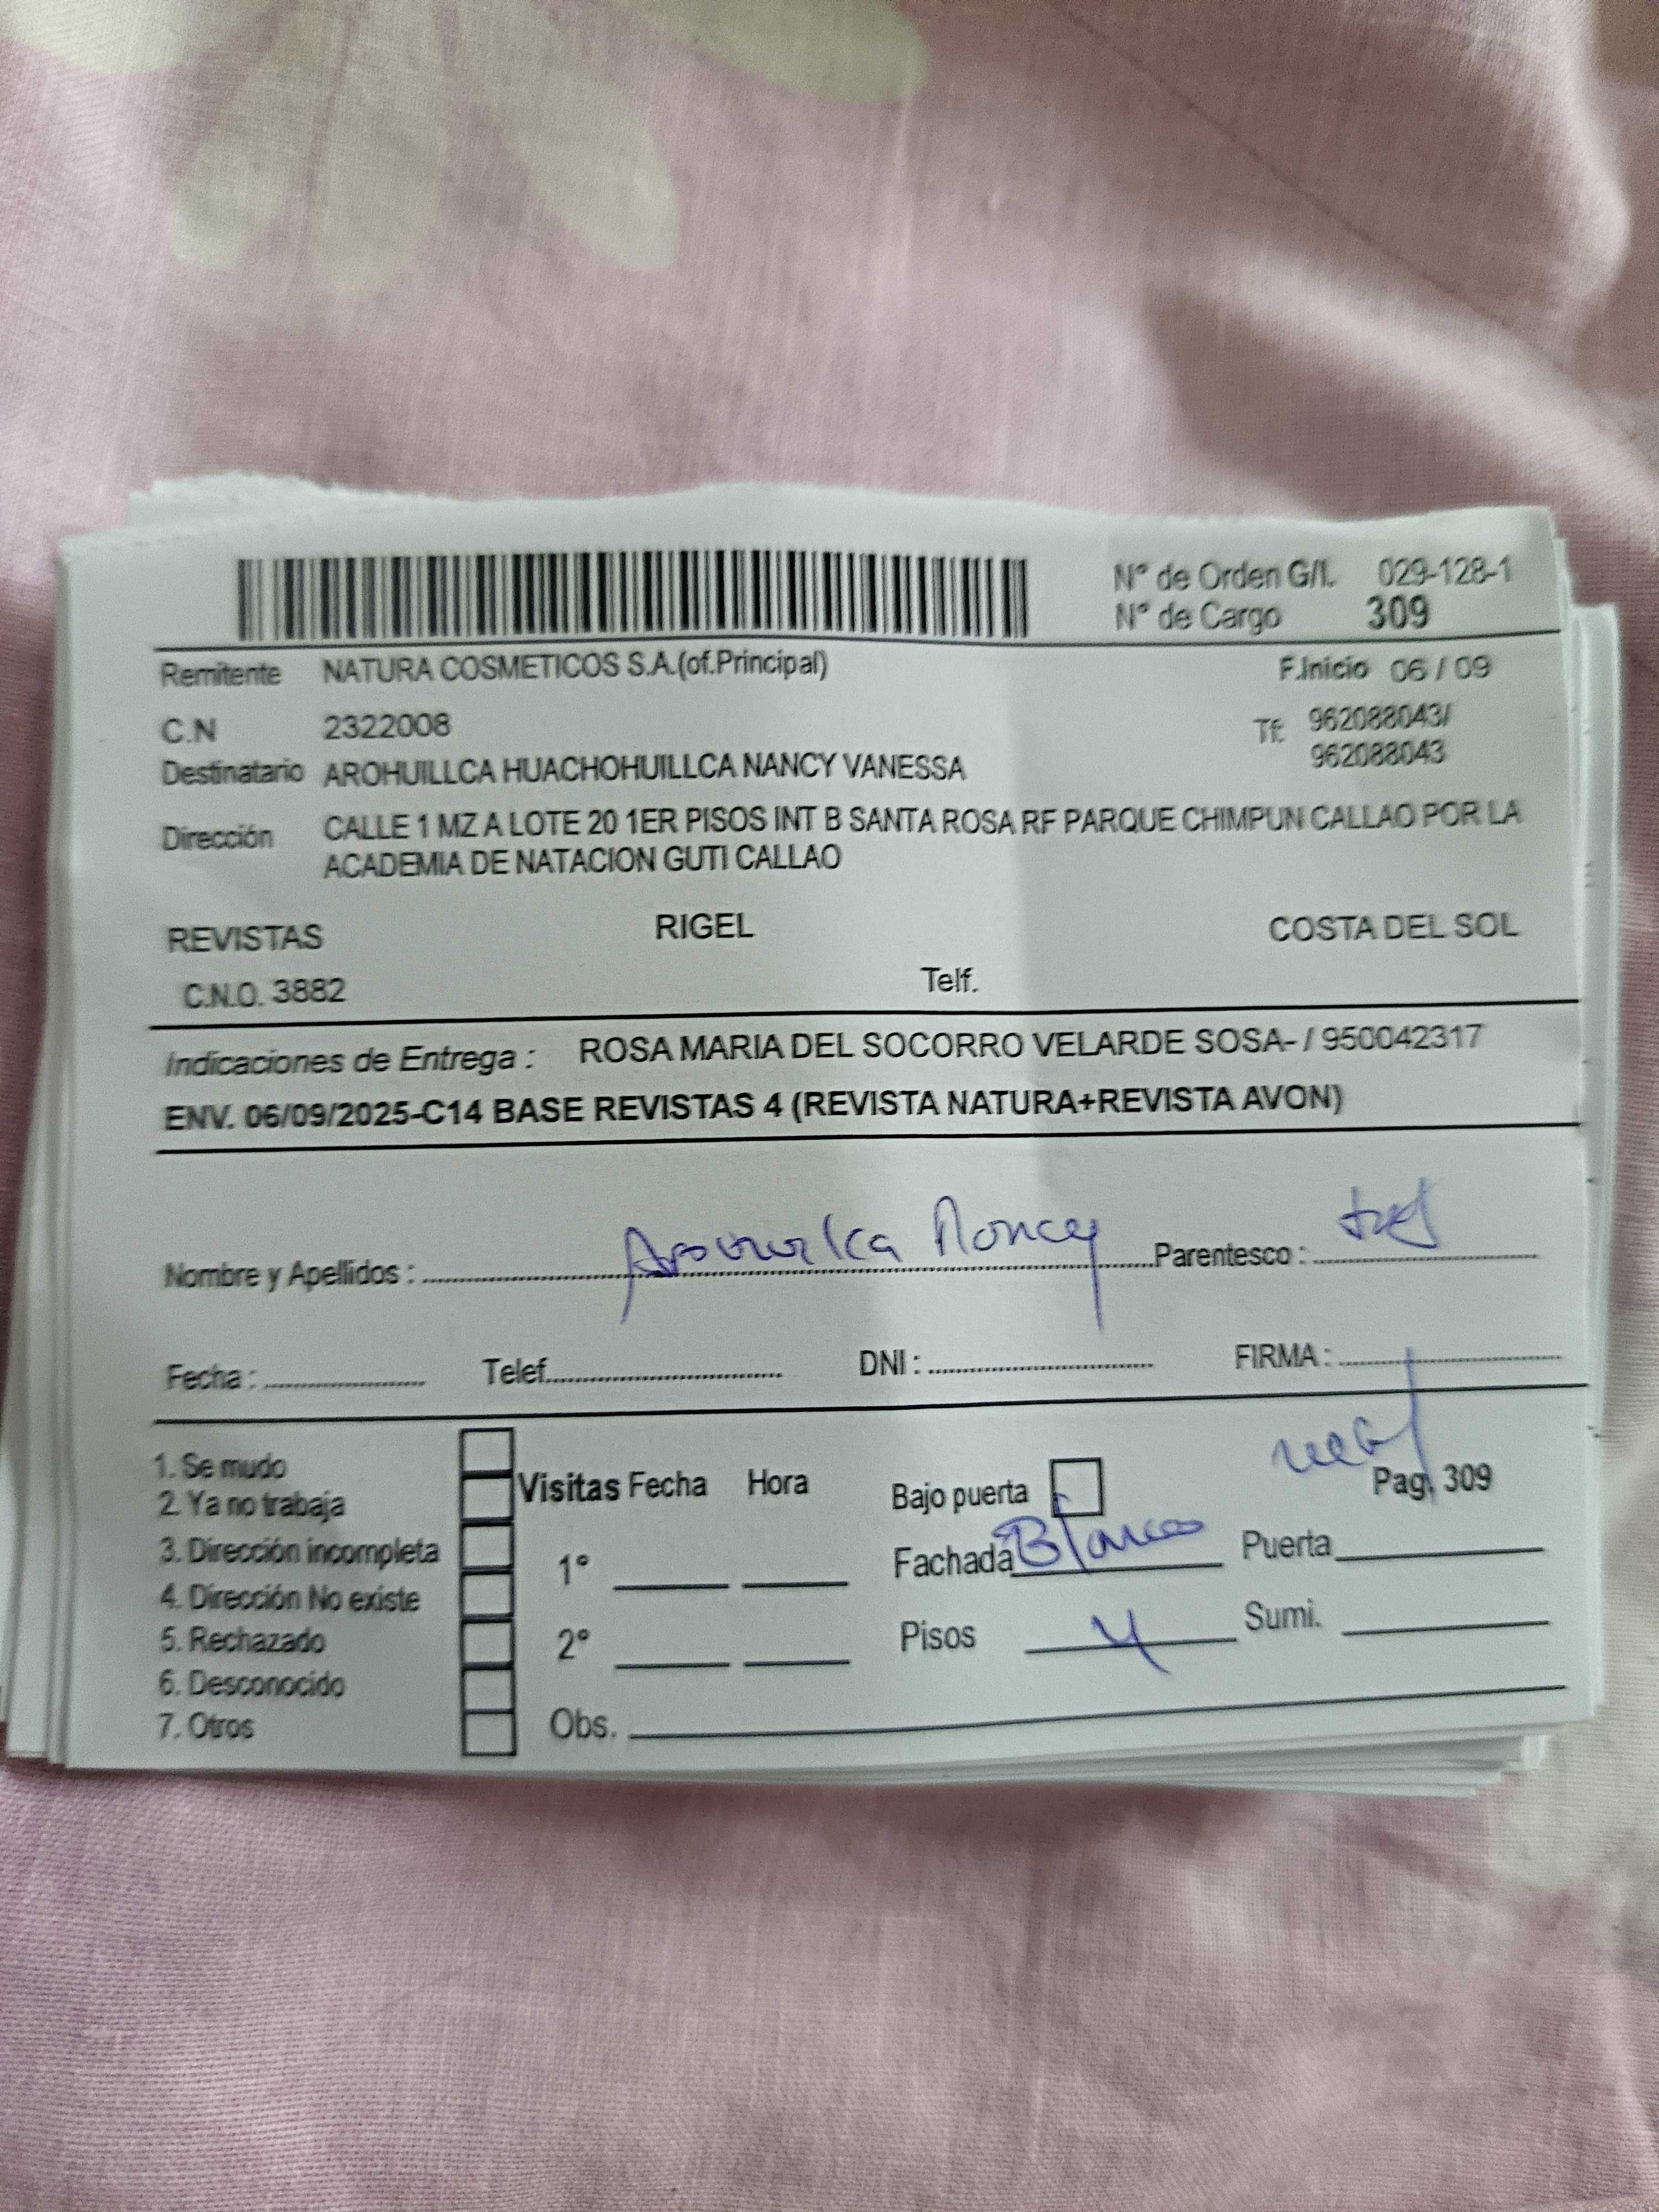 Nº de Orden G/I. 029-128-1
Nº de Cargo 309
Remitente NATURA COSMETICOS S.A.(of.Principal) F.Inicio 06 / 09
C.N 2322008 Tf: 962088043/
962088043
Destinatario AROHUILLCA HUACHOHUILLCA NANCY VANESSA
Dirección CALLE 1 MZ A LOTE 20 1ER PISOS INT B SANTA ROSA RF PARQUE CHIMPUN CALLAO POR LA
ACADEMIA DE NATACION GUTI CALLAO
REVISTAS RIGEL COSTA DEL SOL
C.N.O. 3882 Telf.
Indicaciones de Entrega : ROSA MARIA DEL SOCORRO VELARDE SOSA- / 950042317
ENV. 06/09/2025-C14 BASE REVISTAS 4 (REVISTA NATURA+REVISTA AVON)
Nombre y Apellidos : Parentesco :
Fecha : Telef. DNI : FIRMA :
1. Se mudo
2. Ya no trabaja
3. Dirección incompleta
4. Dirección No existe
5. Rechazado
6. Desconocido
7. Otros
Visitas Fecha Hora
1º
2º
Obs.
Bajo puerta Pag. 309
Fachada Blanco Puerta
Pisos 4 Sumi.